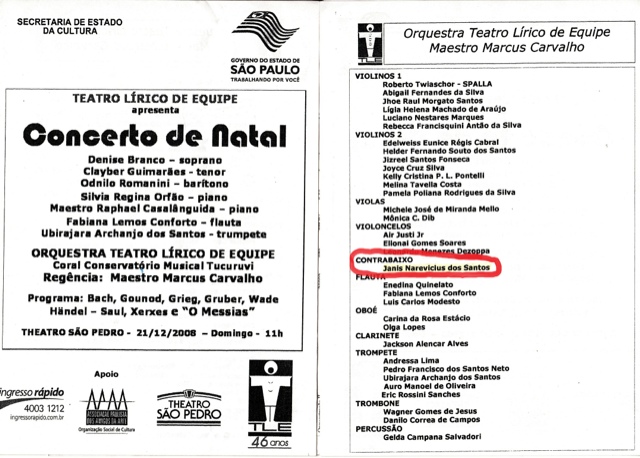 SECRETARIA DE ESTADO
DA CULTURA
GOVERNO DO ESTADO DE
SÃO PAULO
TRABALHANDO POR VOCÊ
TEATRO LÍRICO DE EQUIPE
apresenta
Concerto de Natal
Denise Branco – soprano
Clayber Guimarães - tenor
Odnilo Romanini – barítono
Silvia Regina Orfão – piano
Maestro Raphael Casalânguida – piano
Fabiana Lemos Conforto – flauta
Ubirajara Archanjo dos Santos - trumpete
ORQUESTRA TEATRO LÍRICO DE EQUIPE
Coral Conservatório Musical Tucuruvi
Regência: Maestro Marcus Carvalho
Programa: Bach, Gounod, Grieg, Gruber, Wade
Händel – Saul, Xerxes e “O Messias”
THEATRO SÃO PEDRO - 21/12/2008 – Domingo - 11h
Apoio
ingresso rápido
4003 1212
ingressorapido.com.br
ASSOCIAÇÃO PAULISTA
DOS AMIGOS DA ARTE
Organização Social de Cultura
THEATRO
SÃO PEDRO
TLE
46 anos
TLE
Orquestra Teatro Lírico de Equipe
Maestro Marcus Carvalho
VIOLINOS 1
Roberto Twiaschor - SPALLA
Abigail Fernandes da Silva
Jhoe Raul Morgato Santos
Lígia Helena Machado de Araújo
Luciano Nestares Marques
Rebecca Francisquini Antão da Silva
VIOLINOS 2
Edelweiss Eunice Régis Cabral
Helder Fernando Souto dos Santos
Jizreel Santos Fonseca
Joyce Cruz Silva
Kelly Cristina P. L. Pontelli
Melina Tavella Costa
Pamela Poliana Rodrigues da Silva
VIOLAS
Michele José de Miranda Mello
Mônica C. Dib
VIOLONCELOS
Air Justi Jr
Elionai Gomes Soares
Menezes Dezoppa
CONTRABAIXO
Janis Narevicius dos Santos
FLAUTA
Enedina Quinelato
Fabiana Lemos Conforto
Luis Carlos Modesto
OBOÉ
Carina da Rosa Estácio
Olga Lopes
CLARINETE
Jackson Alencar Alves
TROMPETE
Andressa Lima
Pedro Francisco dos Santos Neto
Ubirajara Archanjo dos Santos
Auro Manoel de Oliveira
Eric Rossini Sanches
TROMBONE
Wagner Gomes de Jesus
Danilo Correa de Campos
PERCUSSÃO
Gelda Campana Salvadori